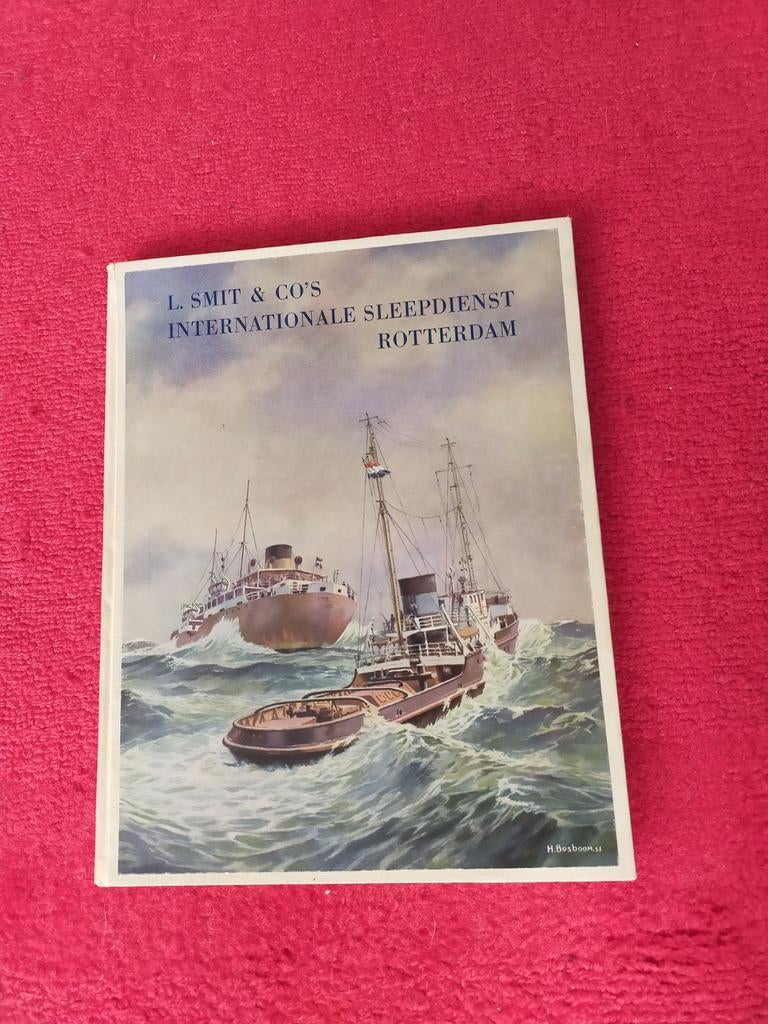 L. SMIT & CO'S
INTERNATIONALE SLEEPDIENST
ROTTERDAM
H. Bosboom. 51